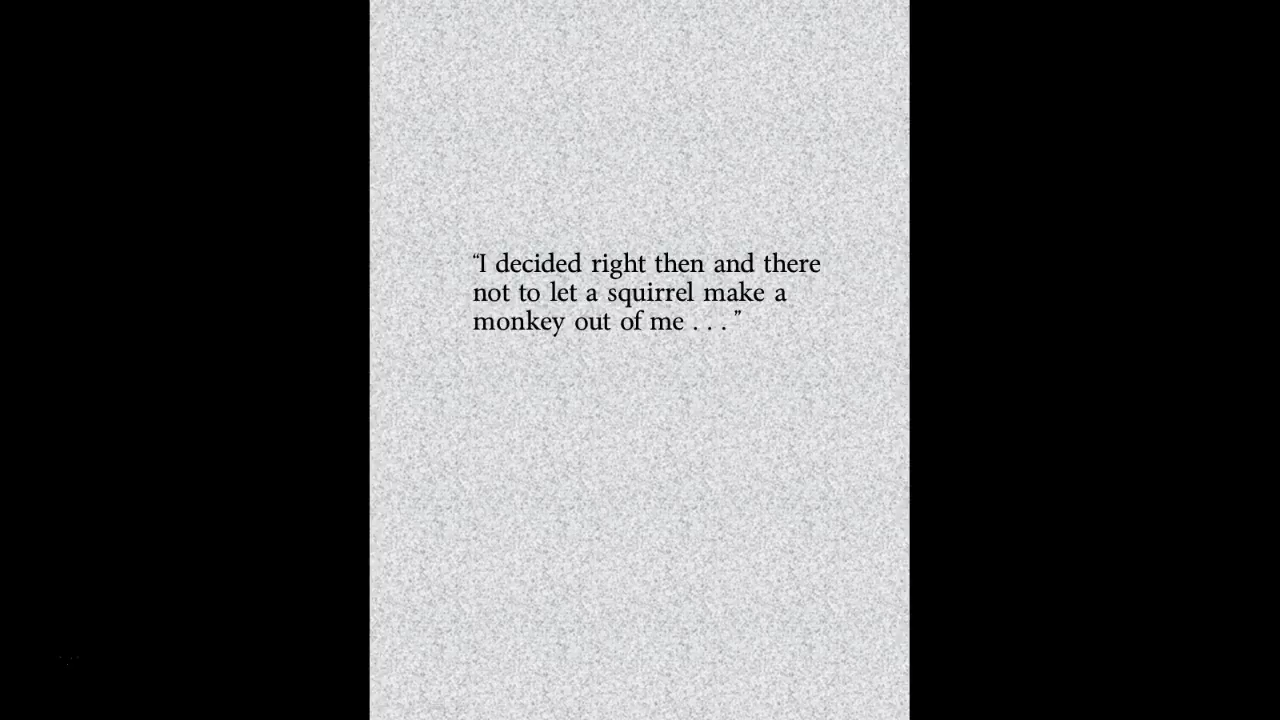 “I decided right then and there
not to let a squirrel make a
monkey out of me . . . ”